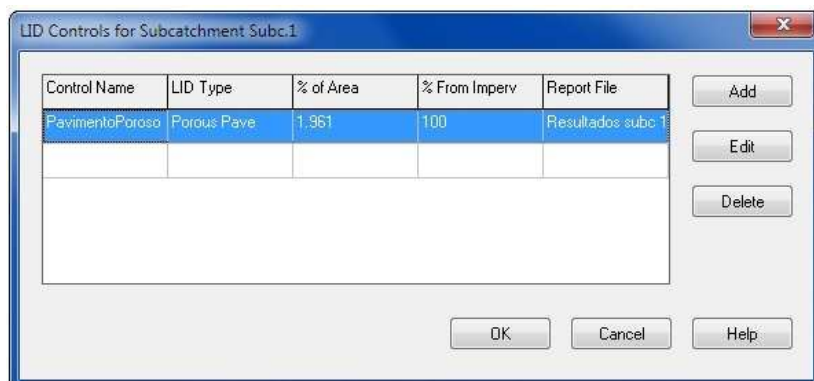 LID Controls for Subcatchment Subc.1
Control Name LID Type % of Area % From Imperv Report File
PavimentoPoroso Porous Pave 1.961 100 Resultados subc 1
Add
Edit
Delete
OK Cancel Help